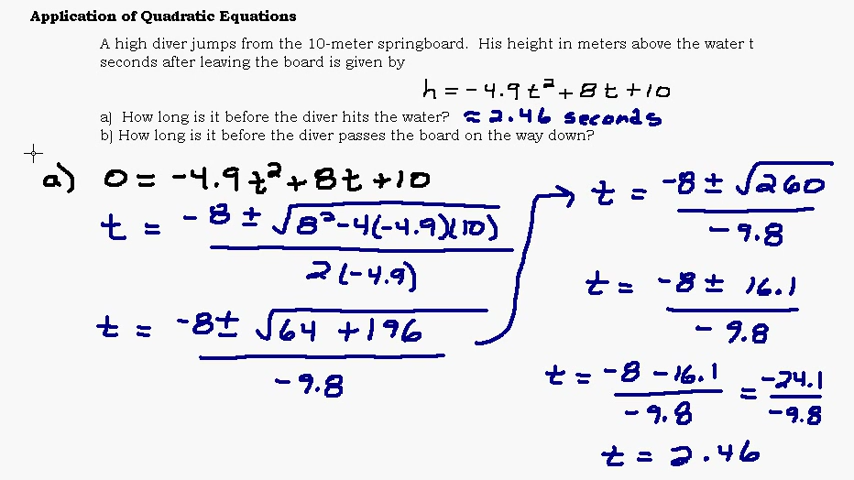 Application of Quadratic Equations
A high diver jumps from the 10-meter springboard. His height in meters above the water t
seconds after leaving the board is given by
h = -4.9t² + 8t + 10
a) How long is it before the diver hits the water? ≈ 2.46 seconds
b) How long is it before the diver passes the board on the way down?
a) 0 = -4.9t² + 8t + 10
t = (-8 ± √(8² - 4(-4.9)(10))) / 2(-4.9)
t = (-8 ± √(64 + 196)) / -9.8
t = (-8 ± √260) / -9.8
t = (-8 ± 16.1) / -9.8
t = (-8 - 16.1) / -9.8 = -24.1 / -9.8
t = 2.46